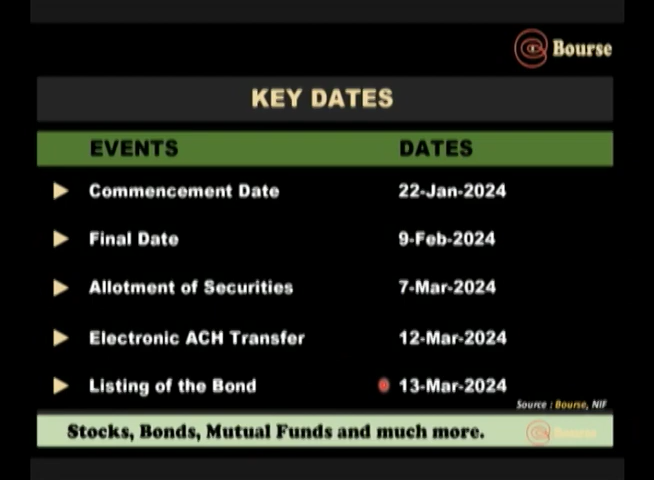 Bourse
KEY DATES
EVENTS DATES
Commencement Date 22-Jan-2024
Final Date 9-Feb-2024
Allotment of Securities 7-Mar-2024
Electronic ACH Transfer 12-Mar-2024
Listing of the Bond 13-Mar-2024
Source : Bourse, NIF
Stocks, Bonds, Mutual Funds and much more.
Bourse